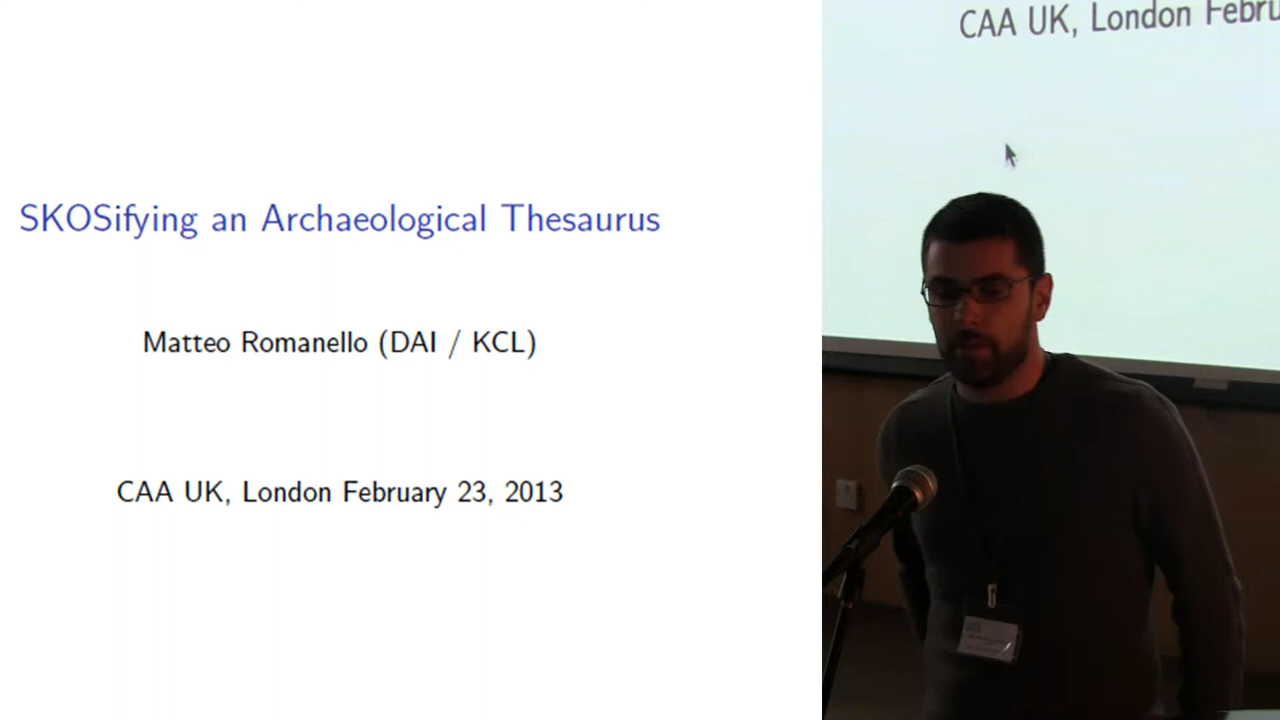 SKOSifying an Archaeological Thesaurus
Matteo Romanello (DAI / KCL)
CAA UK, London February 23, 2013
CAA UK, London Febru